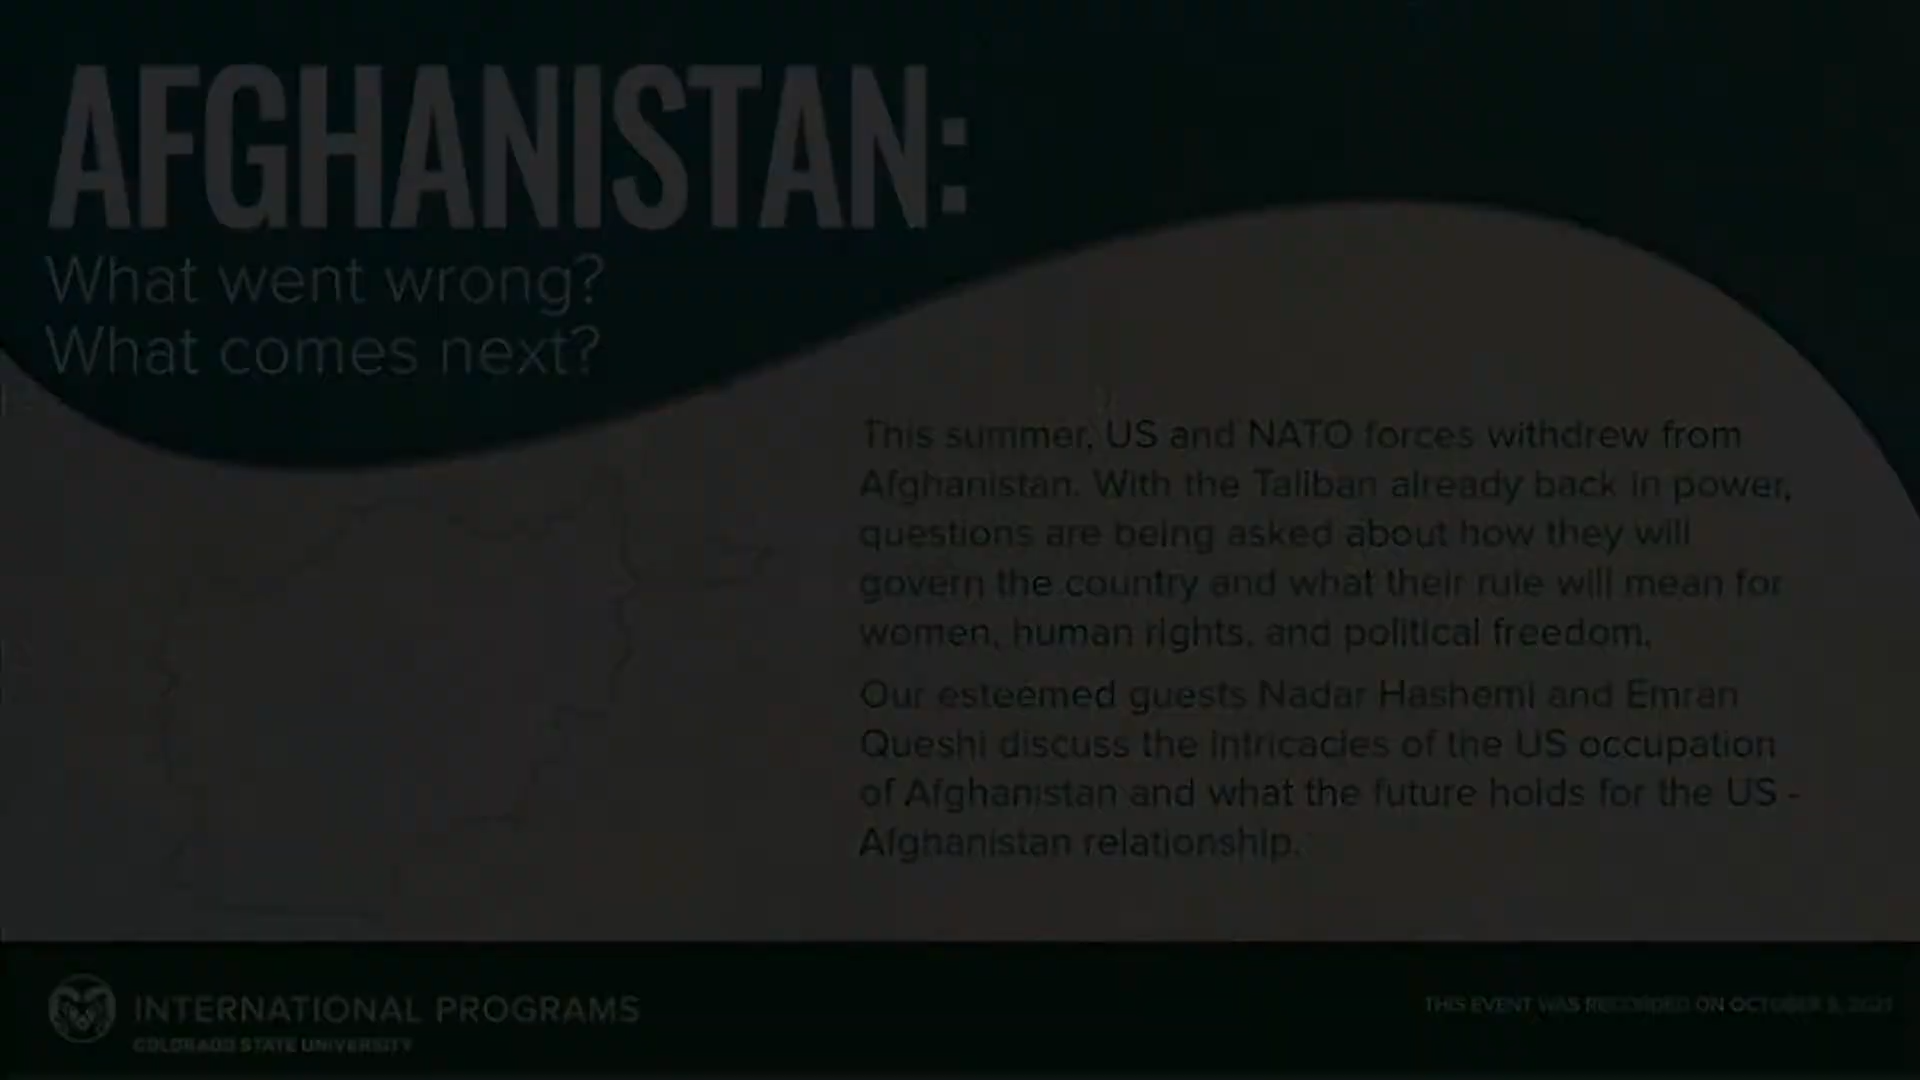 AFGHANISTAN:
What went wrong?
What comes next?
This summer, US and NATO forces withdrew from
Afghanistan. With the Taliban already back in power,
questions are being asked about how they will
govern the country and what their rule will mean for
women, human rights, and political freedom.
Our esteemed guests Nadar Hashemi and Emran
Queshi discuss the intricacies of the US occupation
of Afghanistan and what the future holds for the US -
Afghanistan relationship.
INTERNATIONAL PROGRAMS
COLORADO STATE UNIVERSITY
THIS EVENT WAS RECORDED ON OCTOBER